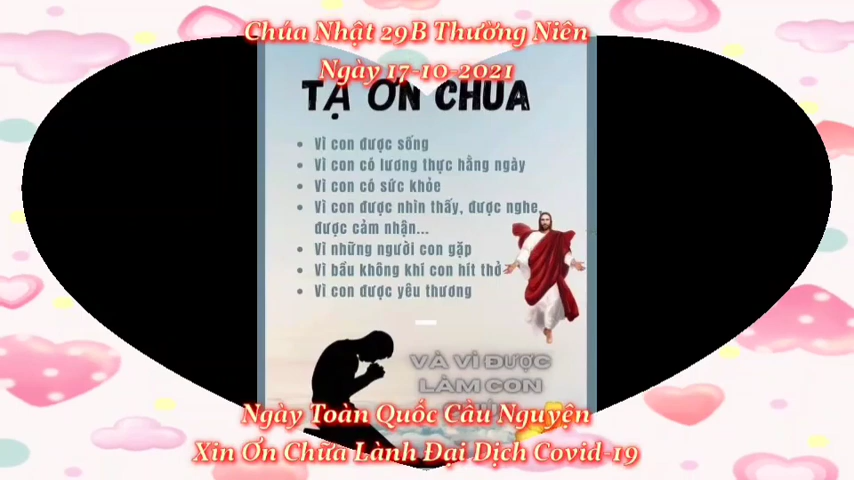 Chúa Nhật 29B Thường Niên
Ngày 17-10-2021
TẠ ƠN CHÚA
• Vì con được sống
• Vì con có lương thực hằng ngày
• Vì con có sức khỏe
• Vì con được nhìn thấy, được nghe,
được cảm nhận...
• Vì những người con gặp
• Vì bầu không khí con hít thở
• Vì con được yêu thương
VÀ VÌ ĐƯỢC
LÀM CON
Ngày Toàn Quốc Cầu Nguyện
Xin Ơn Chữa Lành Đại Dịch Covid-19